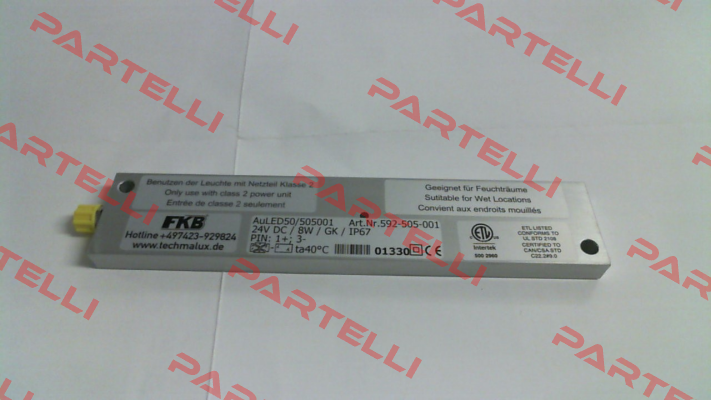 PARTELLI
PARTELLI
PARTELLI
PARTELLI
PARTELLI
PARTELLI
PARTELLI
PARTELLI
Benutzen der Leuchte mit Netzteil Klasse 2
Only use with class 2 power unit
Entrée de classe 2 seulement
Geeignet für Feuchträume
Sutitable for Wet Locations
Convient aux endroits mouillés
FKB
Hotline +497423-929824
www.techmalux.de
AuLED50/505001 Art.Nr.592-505-001
24V DC / 8W / GK / IP67
PIN: 1+; 3-
ta40°C 01330 CE
ETL
Intertek
ETL LISTED
CONFORMS TO
UL STD 2108
CERTIFIED TO
CAN/CSA STD
C22.2#9.0